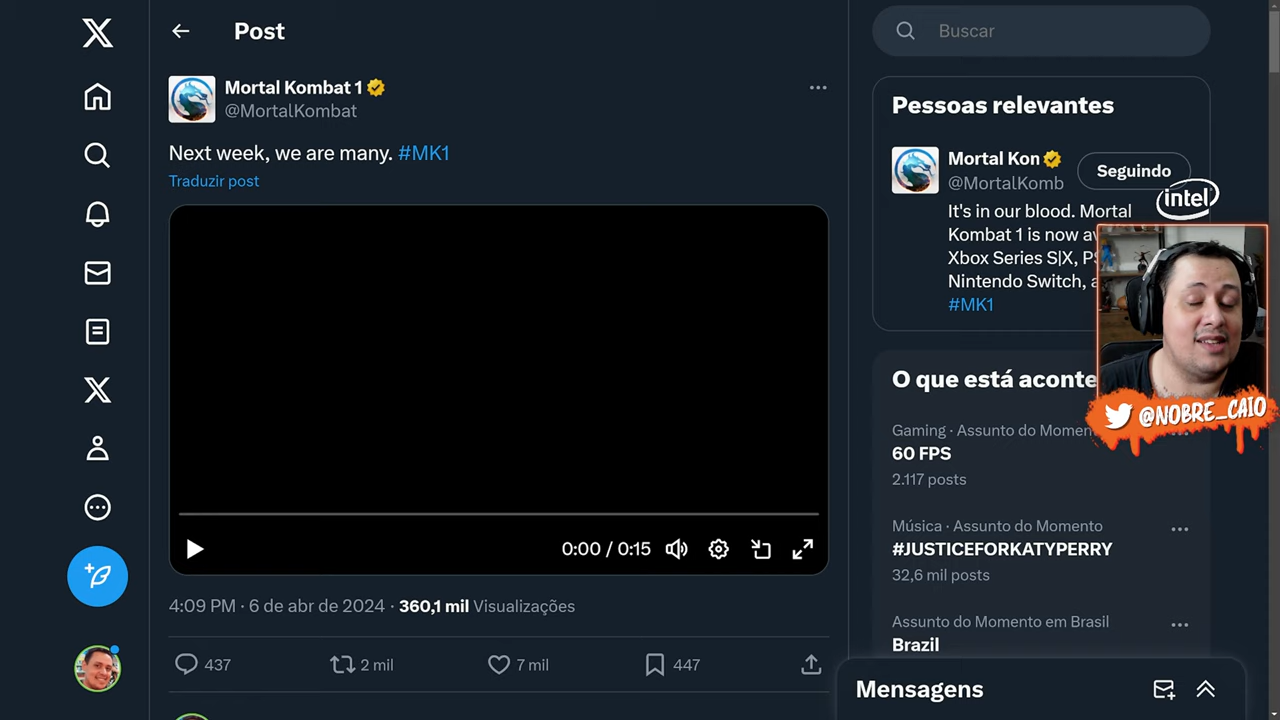 Post
Buscar
Mortal Kombat 1
@MortalKombat
Next week, we are many. #MK1
Traduzir post
0:00 / 0:15
4:09 PM · 6 de abr de 2024 · 360,1 mil Visualizações
437
2 mil
7 mil
447
Pessoas relevantes
Mortal Kon
@MortalKomb
Seguindo
It's in our blood. Mortal
Kombat 1 is now
Xbox Series S|X,
Nintendo Switch,
#MK1
intel
@NOBRE_CAIO
O que está aconte
Gaming · Assunto do Momen
60 FPS
2.117 posts
Música · Assunto do Momento
#JUSTICEFORKATYPERRY
32,6 mil posts
Assunto do Momento em Brasil
Brazil
Mensagens